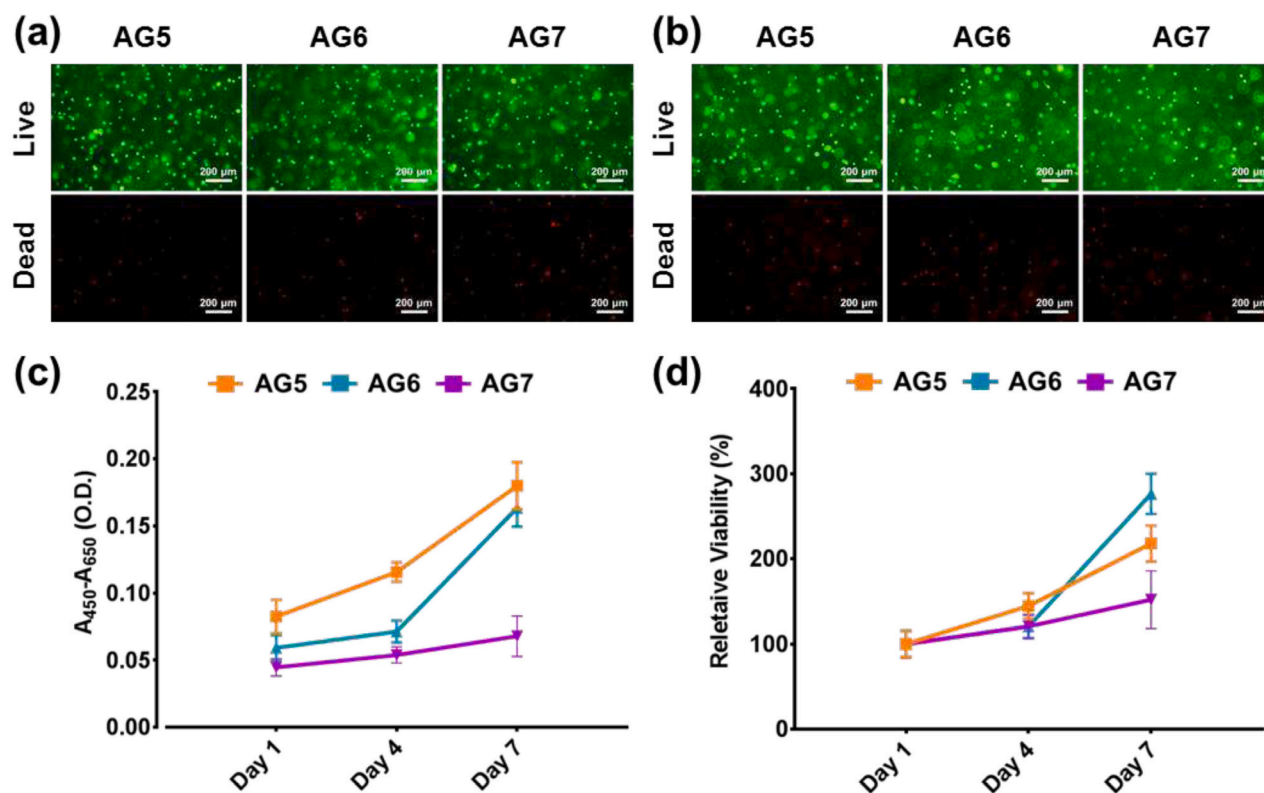 (a) AG5 AG6 AG7 (b) AG5 AG6 AG7
Live 200 μm 200 μm 200 μm Live 200 μm 200 μm 200 μm
Dead 200 μm 200 μm 200 μm Dead 200 μm 200 μm 200 μm
(c) AG5 AG6 AG7
A450-A650 (O.D.)
0.25
0.20
0.15
0.10
0.05
0.00
Day 1 Day 4 Day 7
(d) AG5 AG6 AG7
Reletaive Viability (%)
400
300
200
100
0
Day 1 Day 4 Day 7